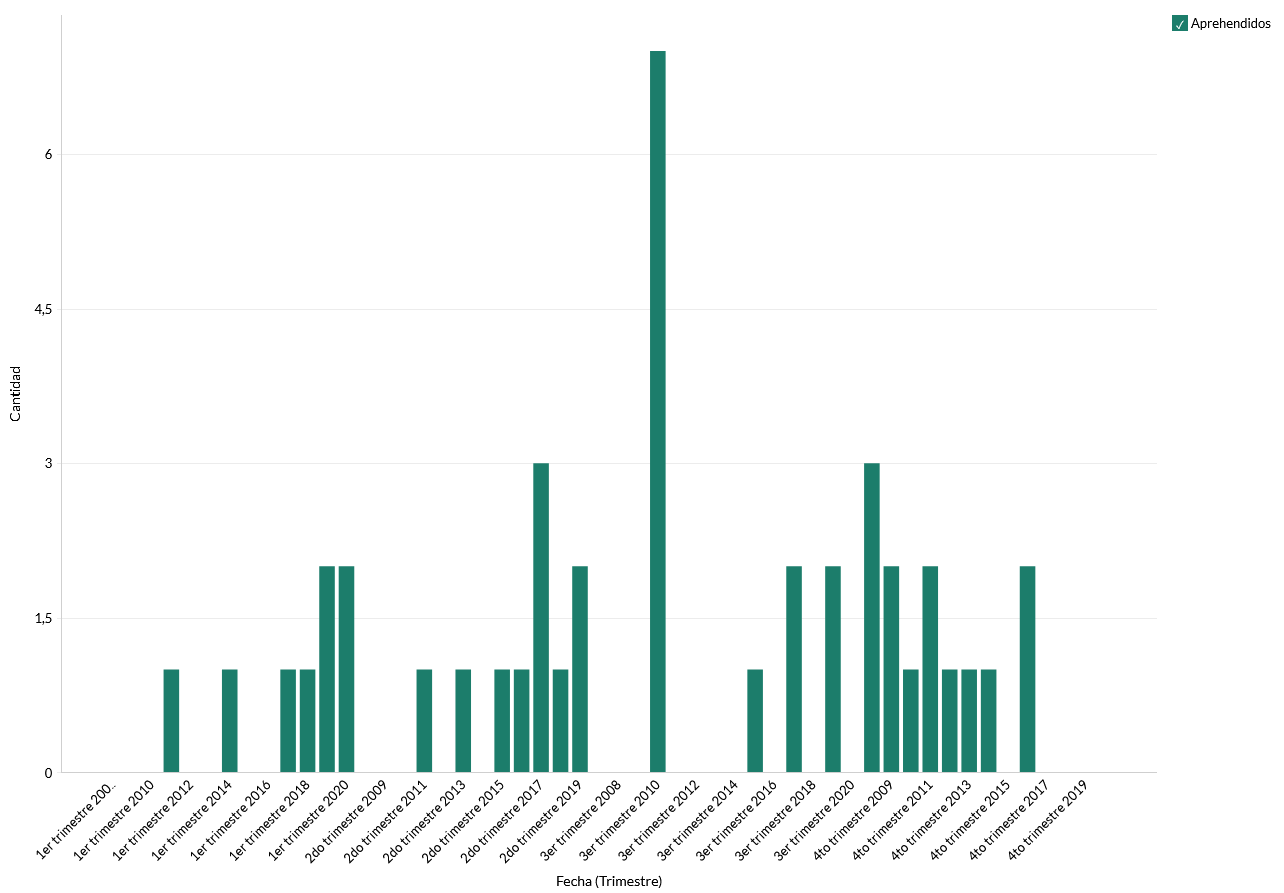 Aprehendidos
6
4,5
3
1,5
0
Cantidad
1er trimestre 200..
1er trimestre 2010
1er trimestre 2012
1er trimestre 2014
1er trimestre 2016
1er trimestre 2018
1er trimestre 2020
2do trimestre 2009
2do trimestre 2011
2do trimestre 2013
2do trimestre 2015
2do trimestre 2017
2do trimestre 2019
3er trimestre 2008
3er trimestre 2010
3er trimestre 2012
3er trimestre 2014
3er trimestre 2016
3er trimestre 2018
3er trimestre 2020
4to trimestre 2009
4to trimestre 2011
4to trimestre 2013
4to trimestre 2015
4to trimestre 2017
4to trimestre 2019
Fecha (Trimestre)